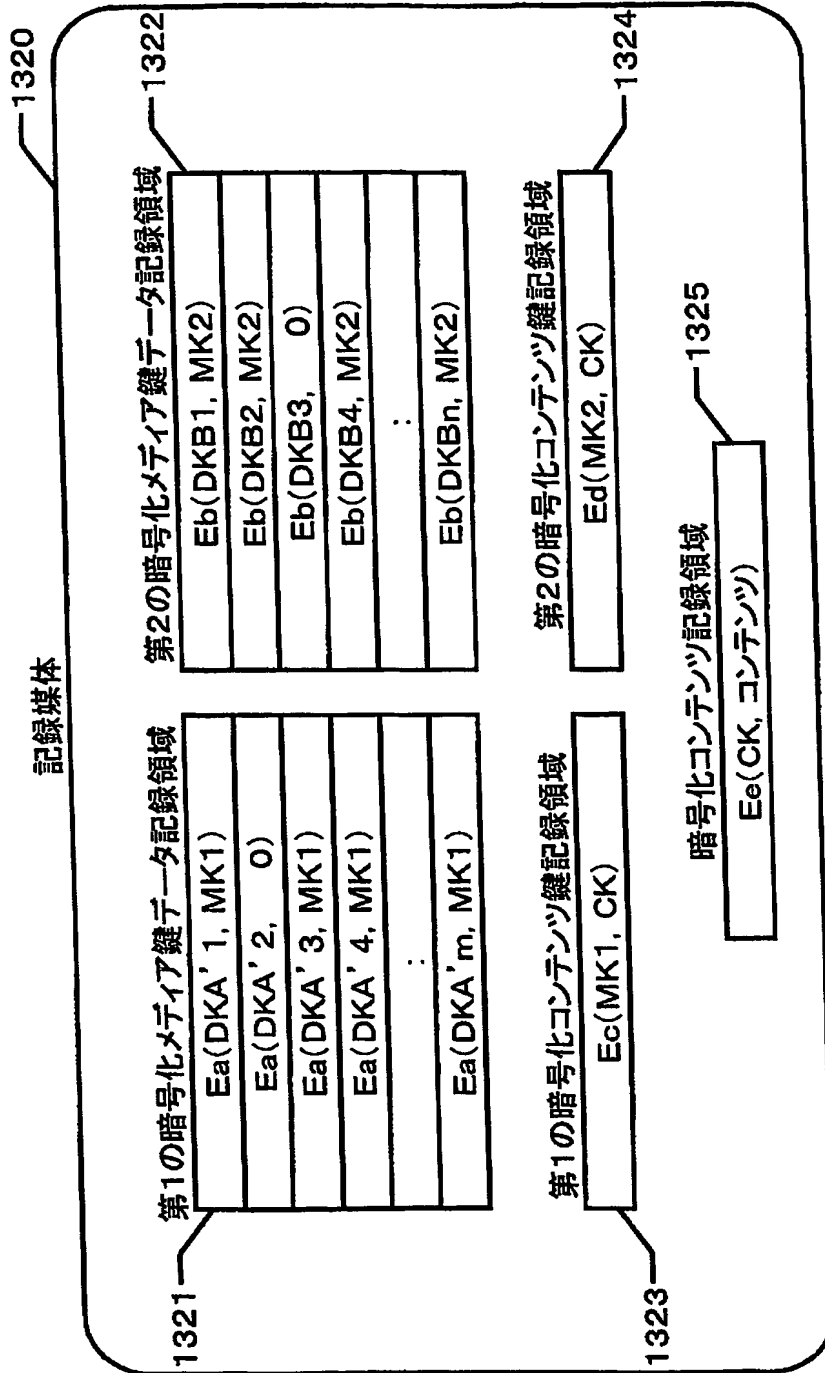 記録媒体
1320
第1の暗号化メディア鍵データ記録領域
1321
Ea(DKA'1, MK1)
Ea(DKA'2, 0)
Ea(DKA'3, MK1)
Ea(DKA'4, MK1)
:
Ea(DKA'm, MK1)
第2の暗号化メディア鍵データ記録領域
1322
Eb(DKB1, MK2)
Eb(DKB2, MK2)
Eb(DKB3, 0)
Eb(DKB4, MK2)
:
Eb(DKBn, MK2)
第1の暗号化コンテンツ鍵記録領域
1323
Ec(MK1, CK)
第2の暗号化コンテンツ鍵記録領域
1324
Ed(MK2, CK)
暗号化コンテンツ記録領域
1325
Ee(CK, コンテンツ)